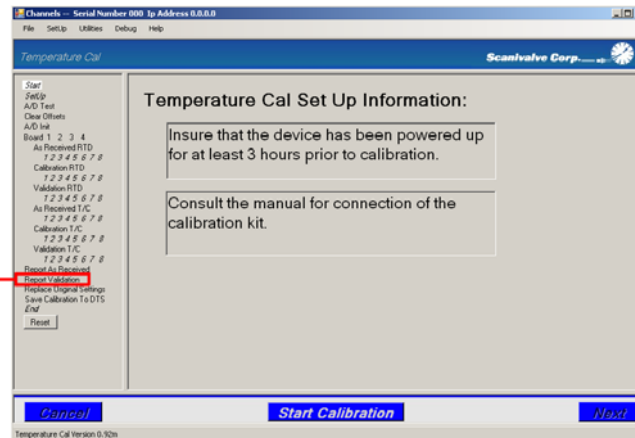 Channels -- Serial Number 000 Ip Address 0.0.0.0
File SetUp Utilities Debug Help
Temperature Cal
Scanivalve Corp.
Start
SetUp
A/D Test
Clear Offsets
A/D Init
Board 1 2 3 4
As Received RTD
1 2 3 4 5 6 7 8
Calibration RTD
1 2 3 4 5 6 7 8
Validation RTD
1 2 3 4 5 6 7 8
As Received T/C
1 2 3 4 5 6 7 8
Calibration T/C
1 2 3 4 5 6 7 8
Validation T/C
1 2 3 4 5 6 7 8
Report As Received
Report Validation
Replace Original Settings
Save Calibration To DTS
End
Reset
Temperature Cal Set Up Information:
Insure that the device has been powered up
for at least 3 hours prior to calibration.
Consult the manual for connection of the
calibration kit.
Cancel
Start Calibration
Next
Temperature Cal Version 0.92m